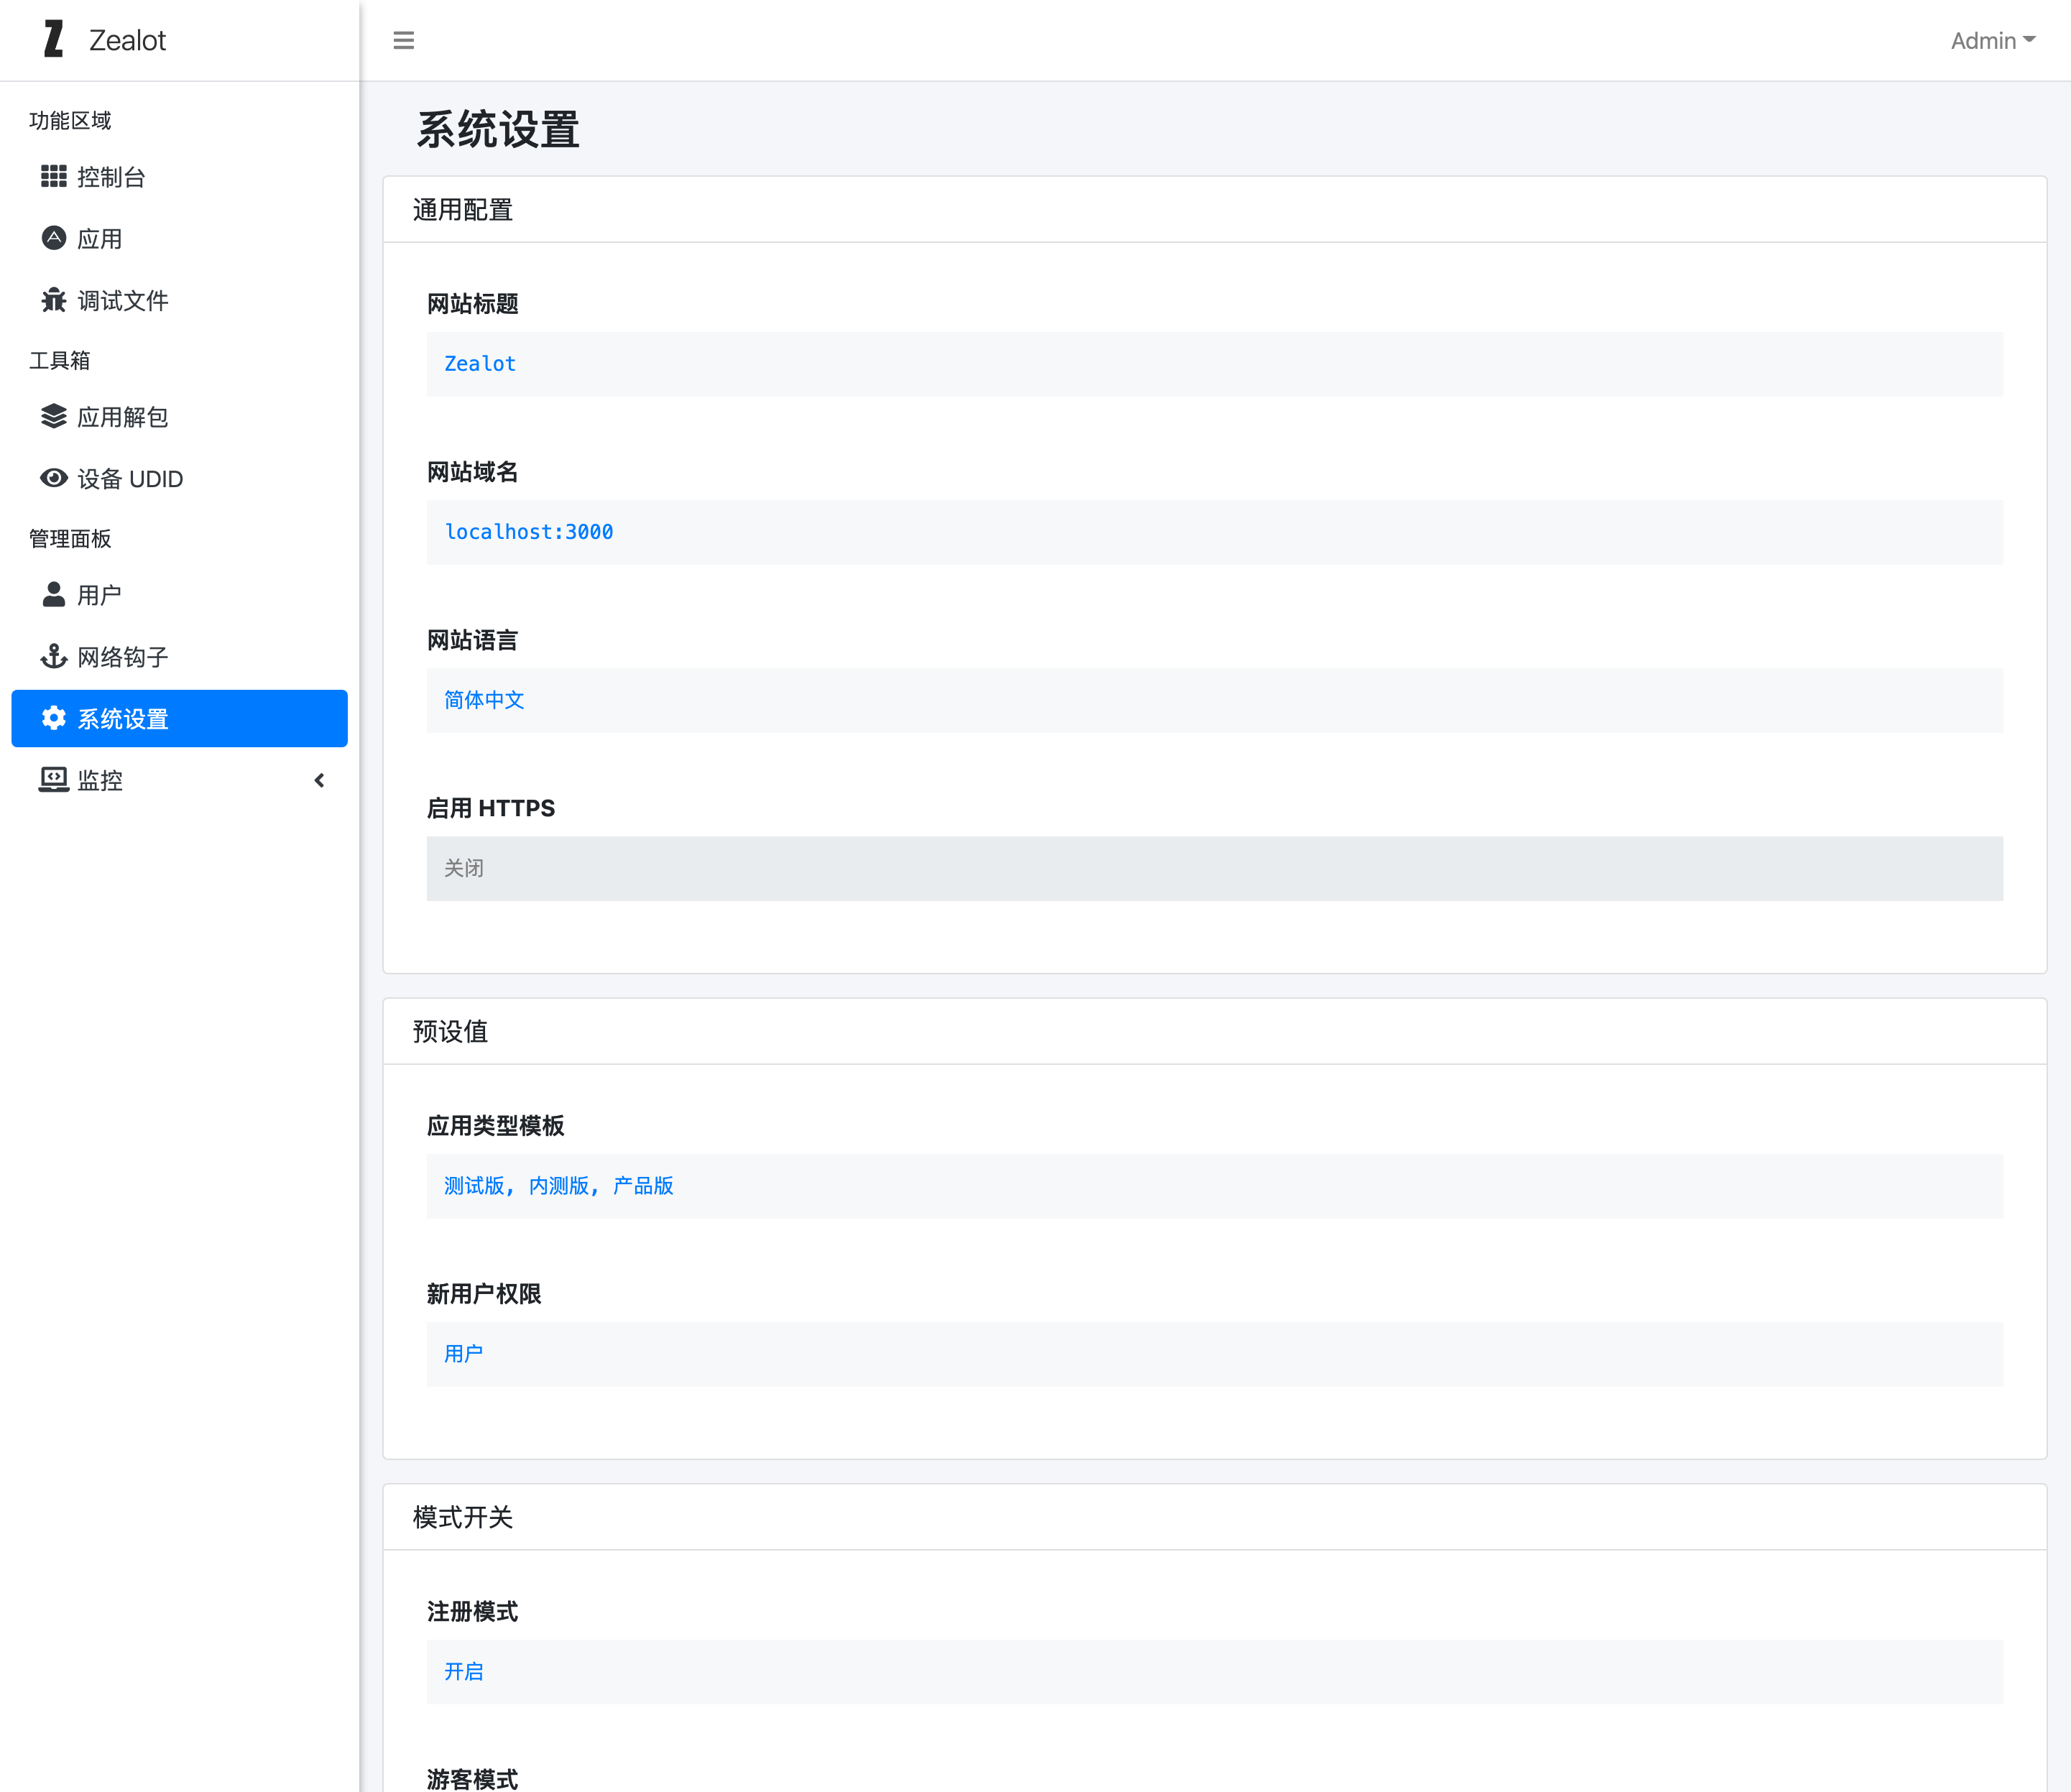 Zealot
Admin
功能区域
控制台
应用
调试文件
工具箱
应用解包
设备 UDID
管理面板
用户
网络钩子
系统设置
监控
系统设置
通用配置
网站标题
Zealot
网站域名
localhost:3000
网站语言
简体中文
启用 HTTPS
关闭
预设值
应用类型模板
测试版, 内测版, 产品版
新用户权限
用户
模式开关
注册模式
开启
游客模式